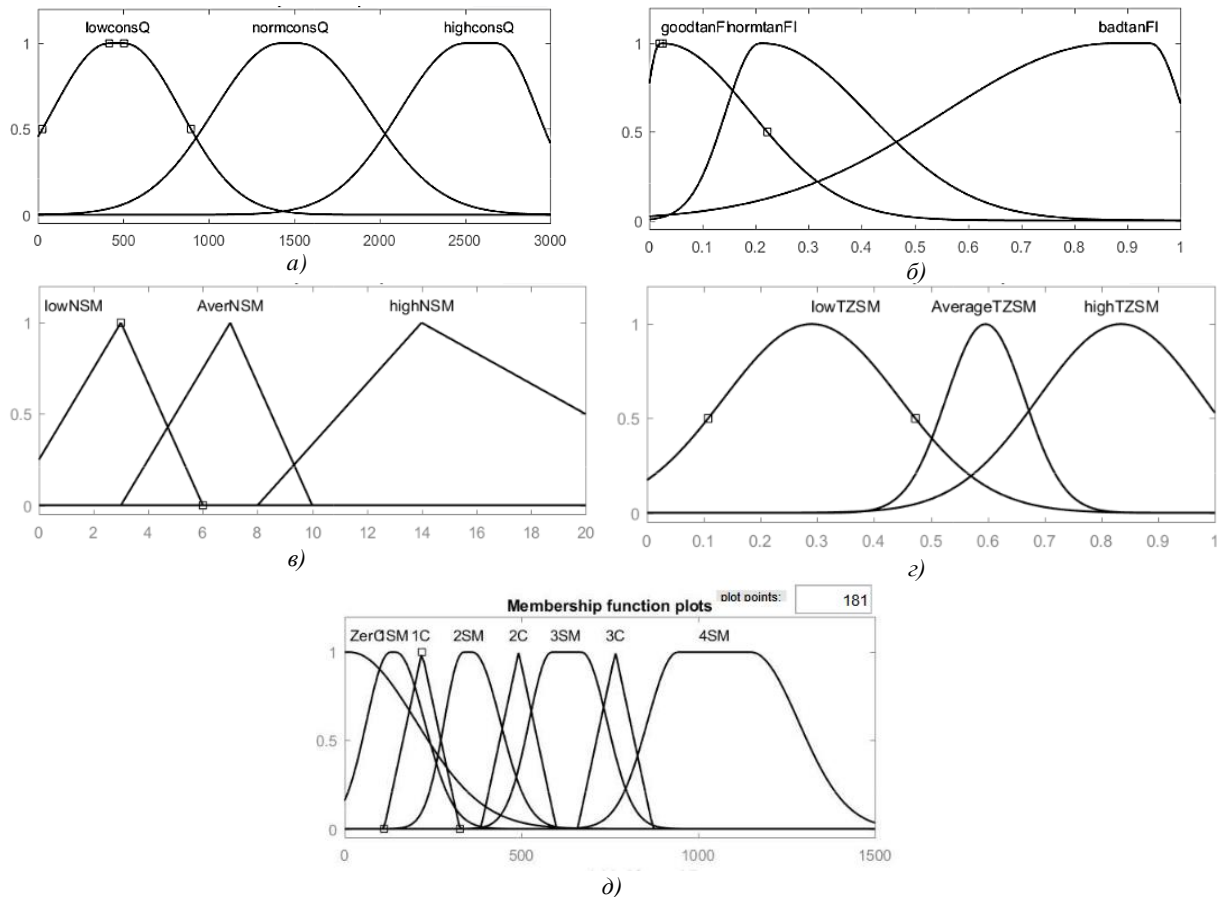 lowconsQ normconsQ highconsQ
1
0.5
0
0 500 1000 1500 2000 2500 3000
а)
goodtanFI normtanFI badtanFI
1
0.5
0
0 0.1 0.2 0.3 0.4 0.5 0.6 0.7 0.8 0.9 1
б)
lowNSM AverNSM highNSM
1
0.5
0
0 2 4 6 8 10 12 14 16 18 20
в)
lowTZSM AverageTZSM highTZSM
1
0.5
0
0 0.1 0.2 0.3 0.4 0.5 0.6 0.7 0.8 0.9 1
г)
Membership function plots plot points: 181
ZerO 1SM 1C 2SM 2C 3SM 3C 4SM
1
0.5
0
0 500 1000 1500
д)